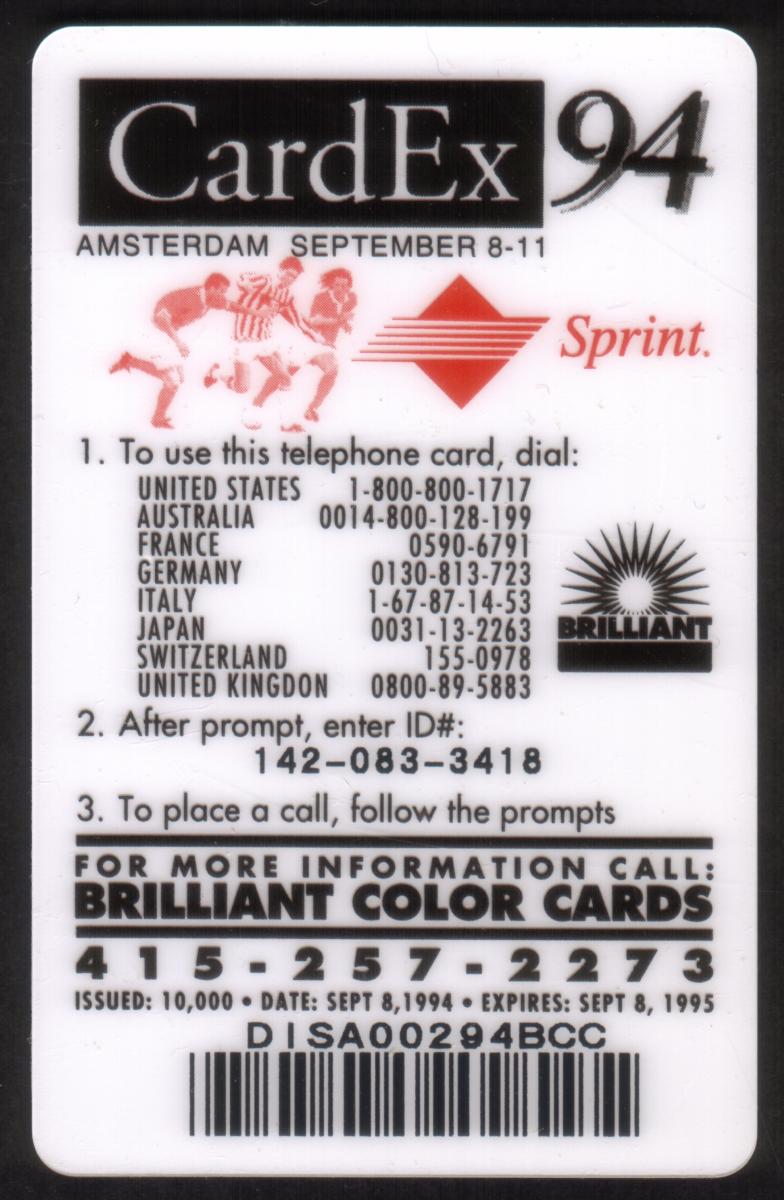 CardEx 94
AMSTERDAM SEPTEMBER 8-11
Sprint.
1. To use this telephone card, dial:
UNITED STATES 1-800-800-1717
AUSTRALIA 0014-800-128-199
FRANCE 0590-6791
GERMANY 0130-813-723
ITALY 1-67-87-14-53
JAPAN 0031-13-2263
SWITZERLAND 155-0978
UNITED KINGDON 0800-89-5883
BRILLIANT
2. After prompt, enter ID#:
142-083-3418
3. To place a call, follow the prompts
FOR MORE INFORMATION CALL:
BRILLIANT COLOR CARDS
415-257-2273
ISSUED: 10,000 • DATE: SEPT 8,1994 • EXPIRES: SEPT 8, 1995
DISA00294BCC